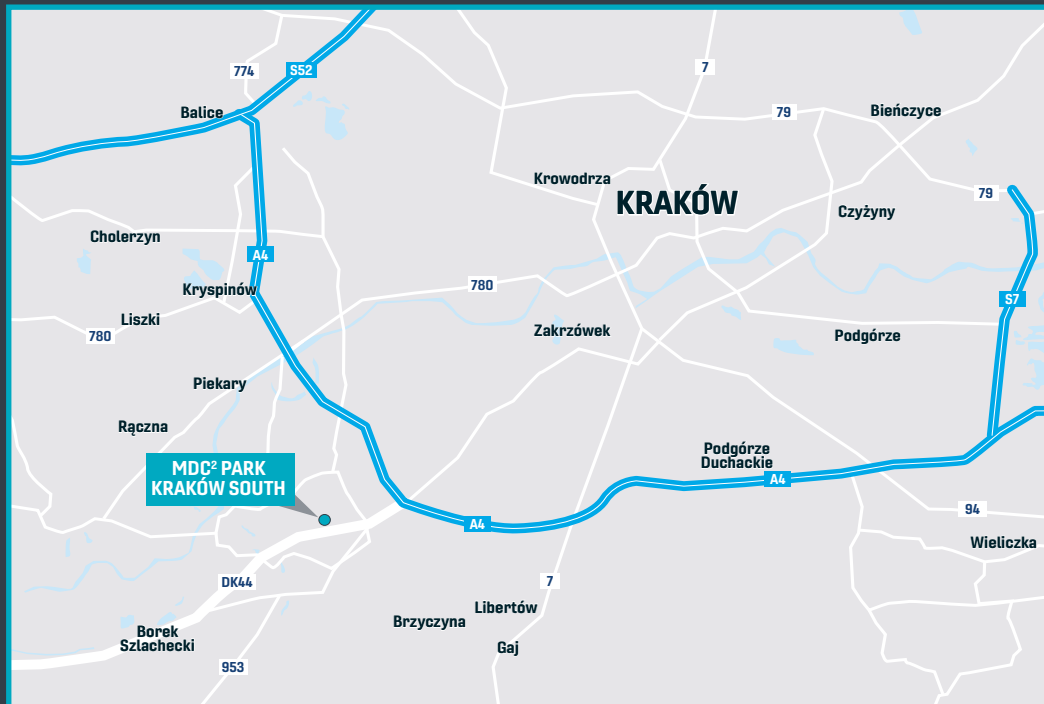 7
774
S52
79
Balice
Bieńczyce
Krowodrza
KRAKÓW
79
Czyżyny
Cholerzyn
A4
780
Kryspinów
S7
Liszki
780
Zakrzówek
Podgórze
Piekary
Rączna
Podgórze
Duchackie
MDC² PARK
KRAKÓW SOUTH
A4
94
A4
Wieliczka
DK44
7
Libertów
Brzyczyna
Borek
Szlachecki
Gaj
953